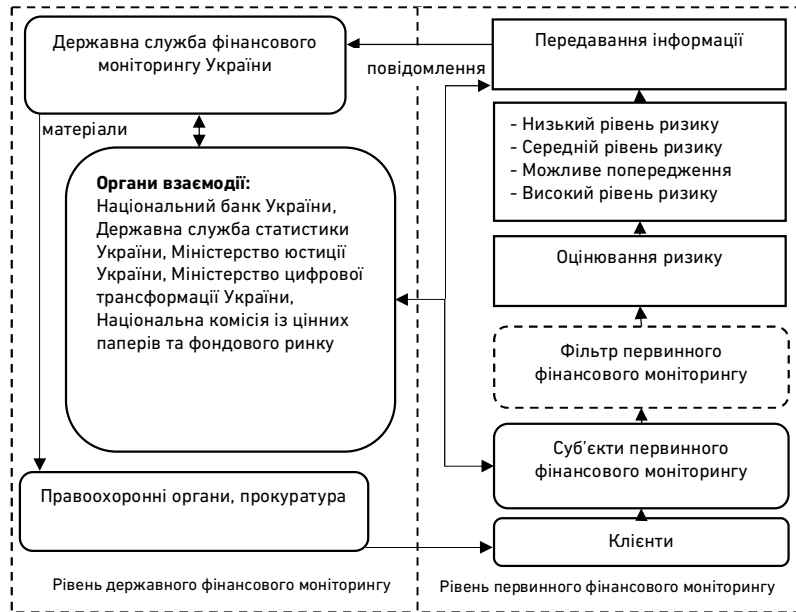 Державна служба фінансового
моніторингу України
повідомлення
Передавання інформації
матеріали
- Низький рівень ризику
- Середній рівень ризику
- Можливе попередження
- Високий рівень ризику
Органи взаємодії:
Національний банк України,
Державна служба статистики
України, Міністерство юстиції
України, Міністерство цифрової
трансформації України,
Національна комісія із цінних
паперів та фондового ринку
Оцінювання ризику
Фільтр первинного
фінансового моніторингу
Суб’єкти первинного
фінансового моніторингу
Правоохоронні органи, прокуратура
Клієнти
Рівень державного фінансового моніторингу
Рівень первинного фінансового моніторингу